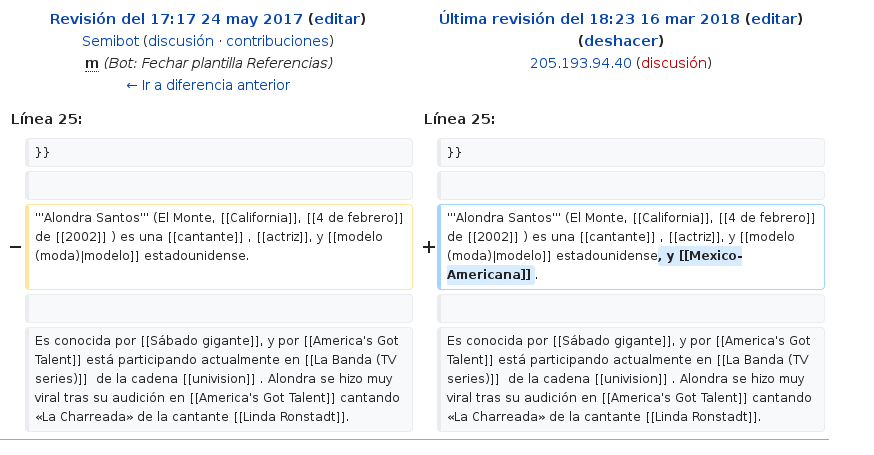 Revisión del 17:17 24 may 2017 (editar)
Semibot (discusión · contribuciones)
m (Bot: Fechar plantilla Referencias)
← Ir a diferencia anterior
Última revisión del 18:23 16 mar 2018 (editar)
(deshacer)
205.193.94.40 (discusión)
Línea 25:
Línea 25:
}}
}}
− '''Alondra Santos''' (El Monte, [[California]], [[4 de febrero]]
de [[2002]] ) es una [[cantante]] , [[actriz]], y [[modelo
(moda)|modelo]] estadounidense.
+ '''Alondra Santos''' (El Monte, [[California]], [[4 de febrero]]
de [[2002]] ) es una [[cantante]] , [[actriz]], y [[modelo
(moda)|modelo]] estadounidense, y [[Mexico-
Americana]] .
Es conocida por [[Sábado gigante]], y por [[America's Got
Talent]] está participando actualmente en [[La Banda (TV
series)]]  de la cadena [[univision]] . Alondra se hizo muy
viral tras su audición en [[America's Got Talent]] cantando
«La Charreada» de la cantante [[Linda Ronstadt]].
Es conocida por [[Sábado gigante]], y por [[America's Got
Talent]] está participando actualmente en [[La Banda (TV
series)]]  de la cadena [[univision]] . Alondra se hizo muy
viral tras su audición en [[America's Got Talent]] cantando
«La Charreada» de la cantante [[Linda Ronstadt]].